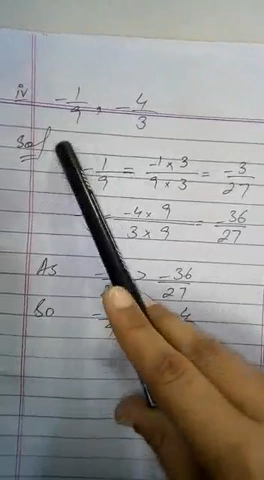 iv -1/9 , -4/3
Sol
-1/9 = -1×3/9×3 = -3/27
= -4×9/3×9 = -36/27
As > -36/27
So